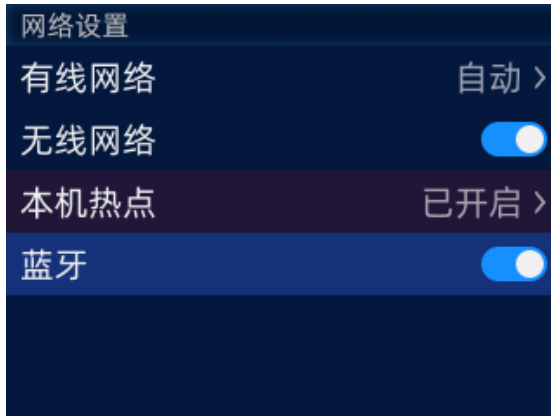 网络设置
有线网络 自动 >
无线网络
本机热点 已开启 >
蓝牙